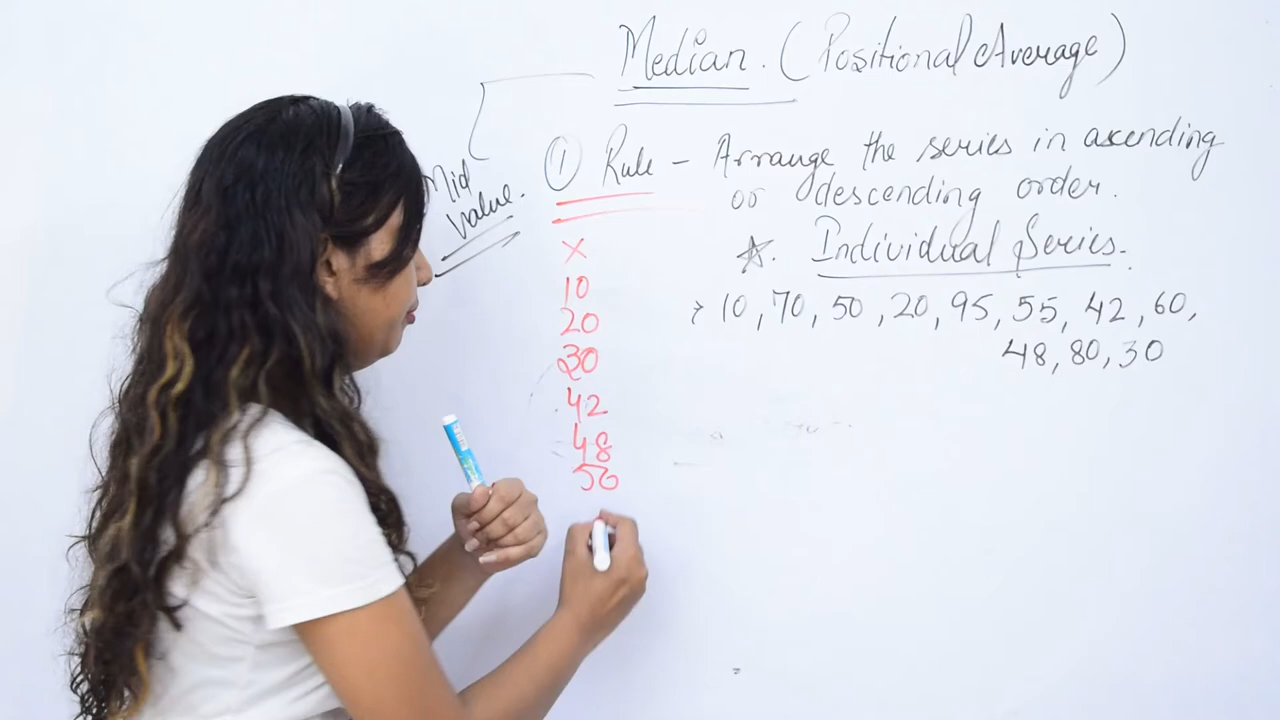 Median. (Positional Average)
Mid
Value.
① Rule - Arrange the series in ascending
or descending order.
☆. Individual Series.
X
10
20
30
42
48
50
10, 70, 50, 20, 95, 55, 42, 60,
48, 80, 30